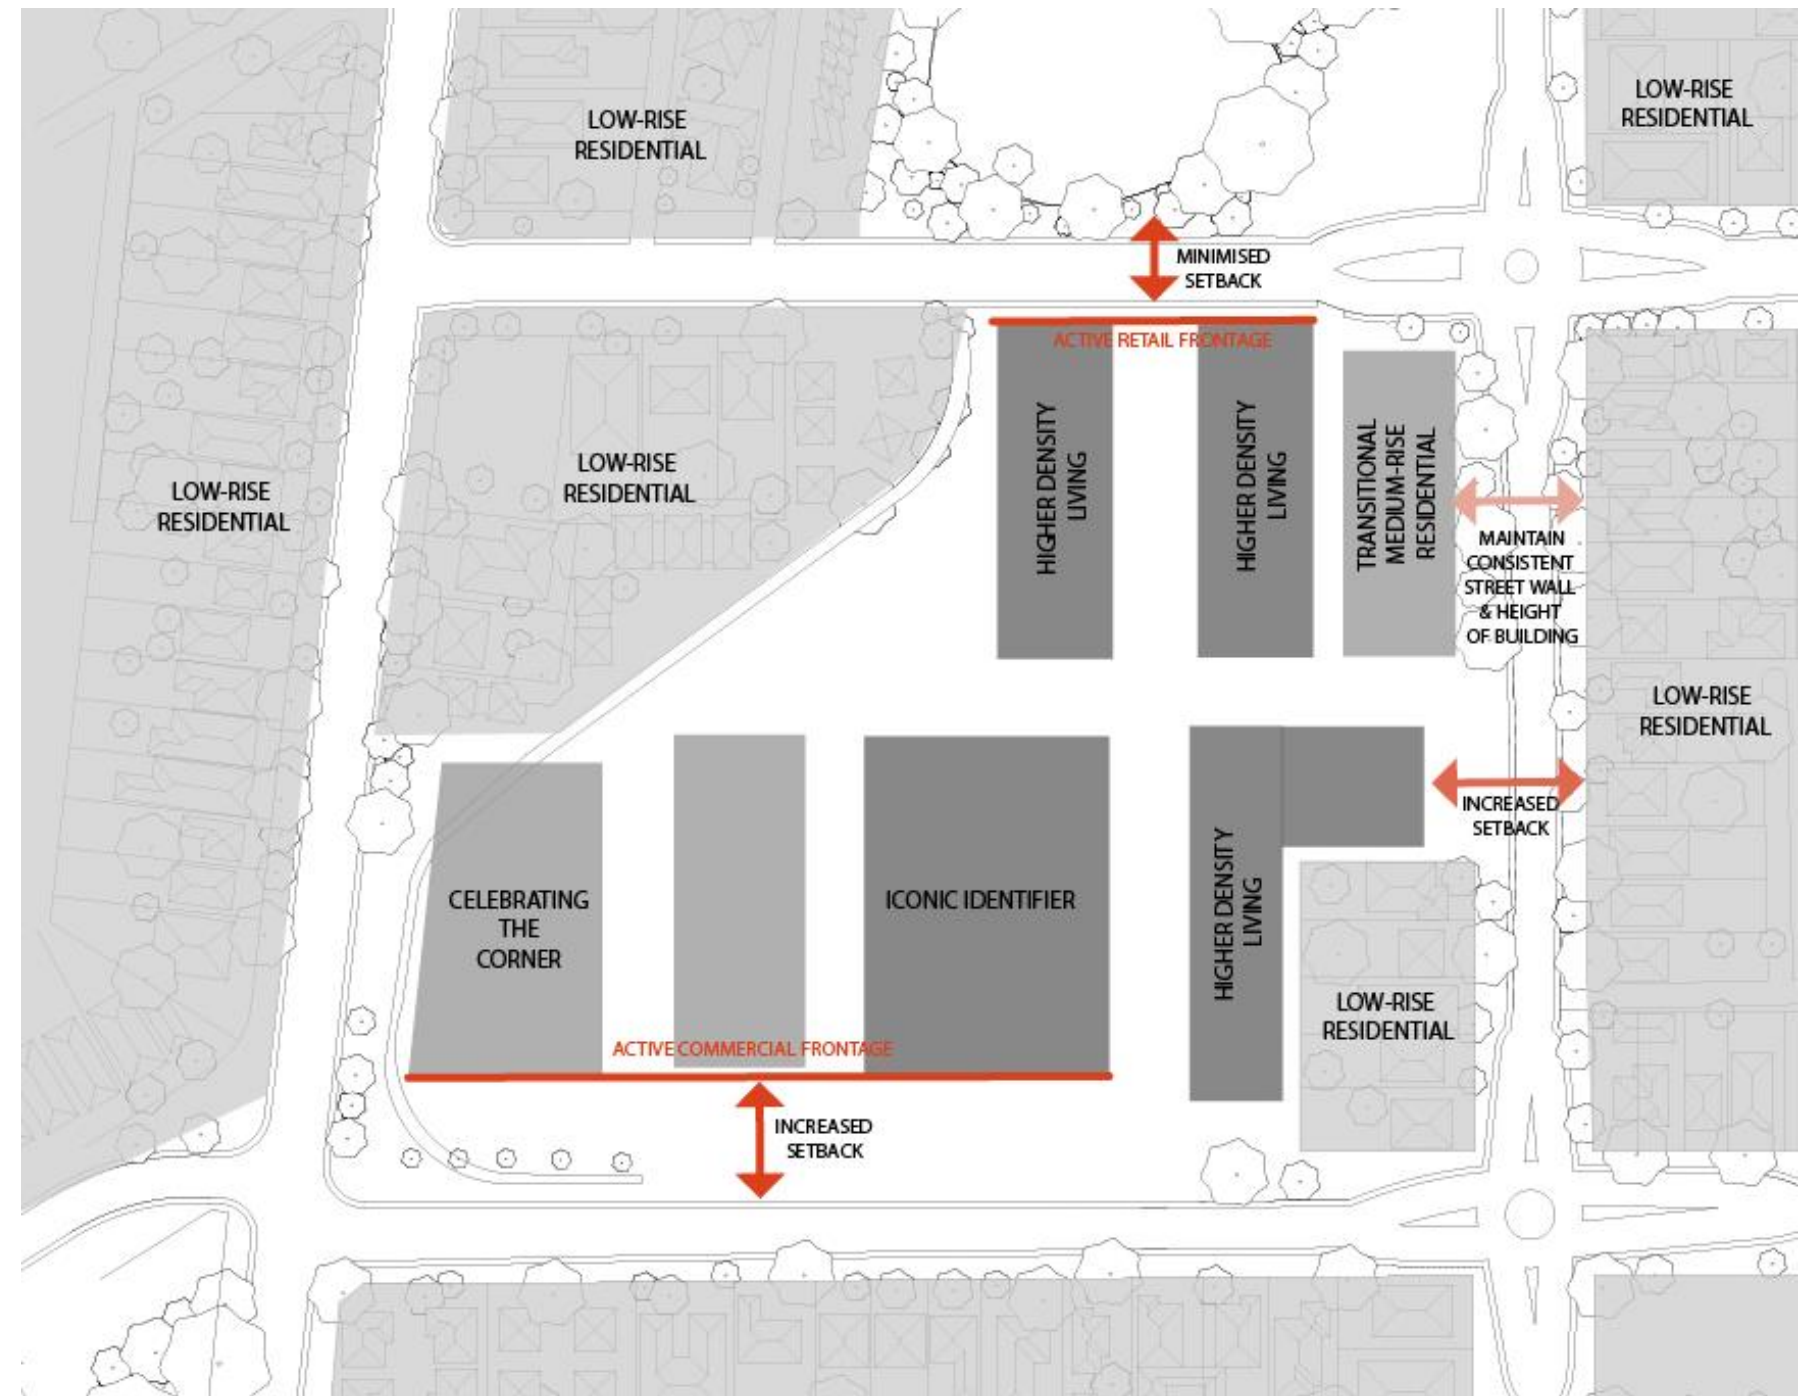 LOW-RISE
RESIDENTIAL
LOW-RISE
RESIDENTIAL
MINIMISED
SETBACK
ACTIVE RETAIL FRONTAGE
LOW-RISE
RESIDENTIAL
LOW-RISE
RESIDENTIAL
HIGHER DENSITY
LIVING
HIGHER DENSITY
LIVING
TRANSITIONAL
MEDIUM-RISE
RESIDENTIAL
MAINTAIN
CONSISTENT
STREET WALL
& HEIGHT
OF BUILDING
LOW-RISE
RESIDENTIAL
INCREASED
SETBACK
CELEBRATING
THE
CORNER
ICONIC IDENTIFIER
HIGHER DENSITY
LIVING
LOW-RISE
RESIDENTIAL
ACTIVE COMMERCIAL FRONTAGE
INCREASED
SETBACK